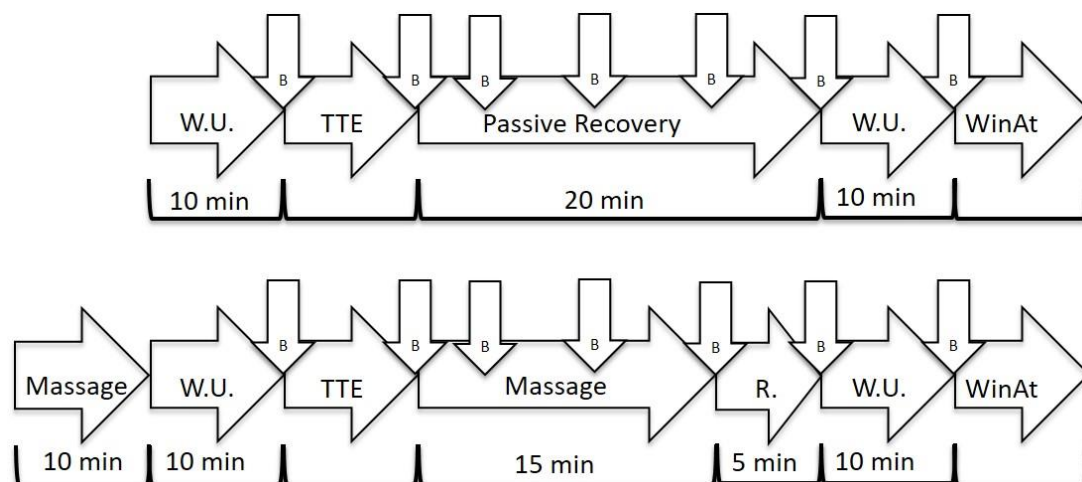 B B B B B B B
W.U. TTE Passive Recovery W.U. WinAt
10 min 20 min 10 min
B B B B B B B
Massage W.U. TTE Massage R. W.U. WinAt
10 min 10 min 15 min 5 min 10 min